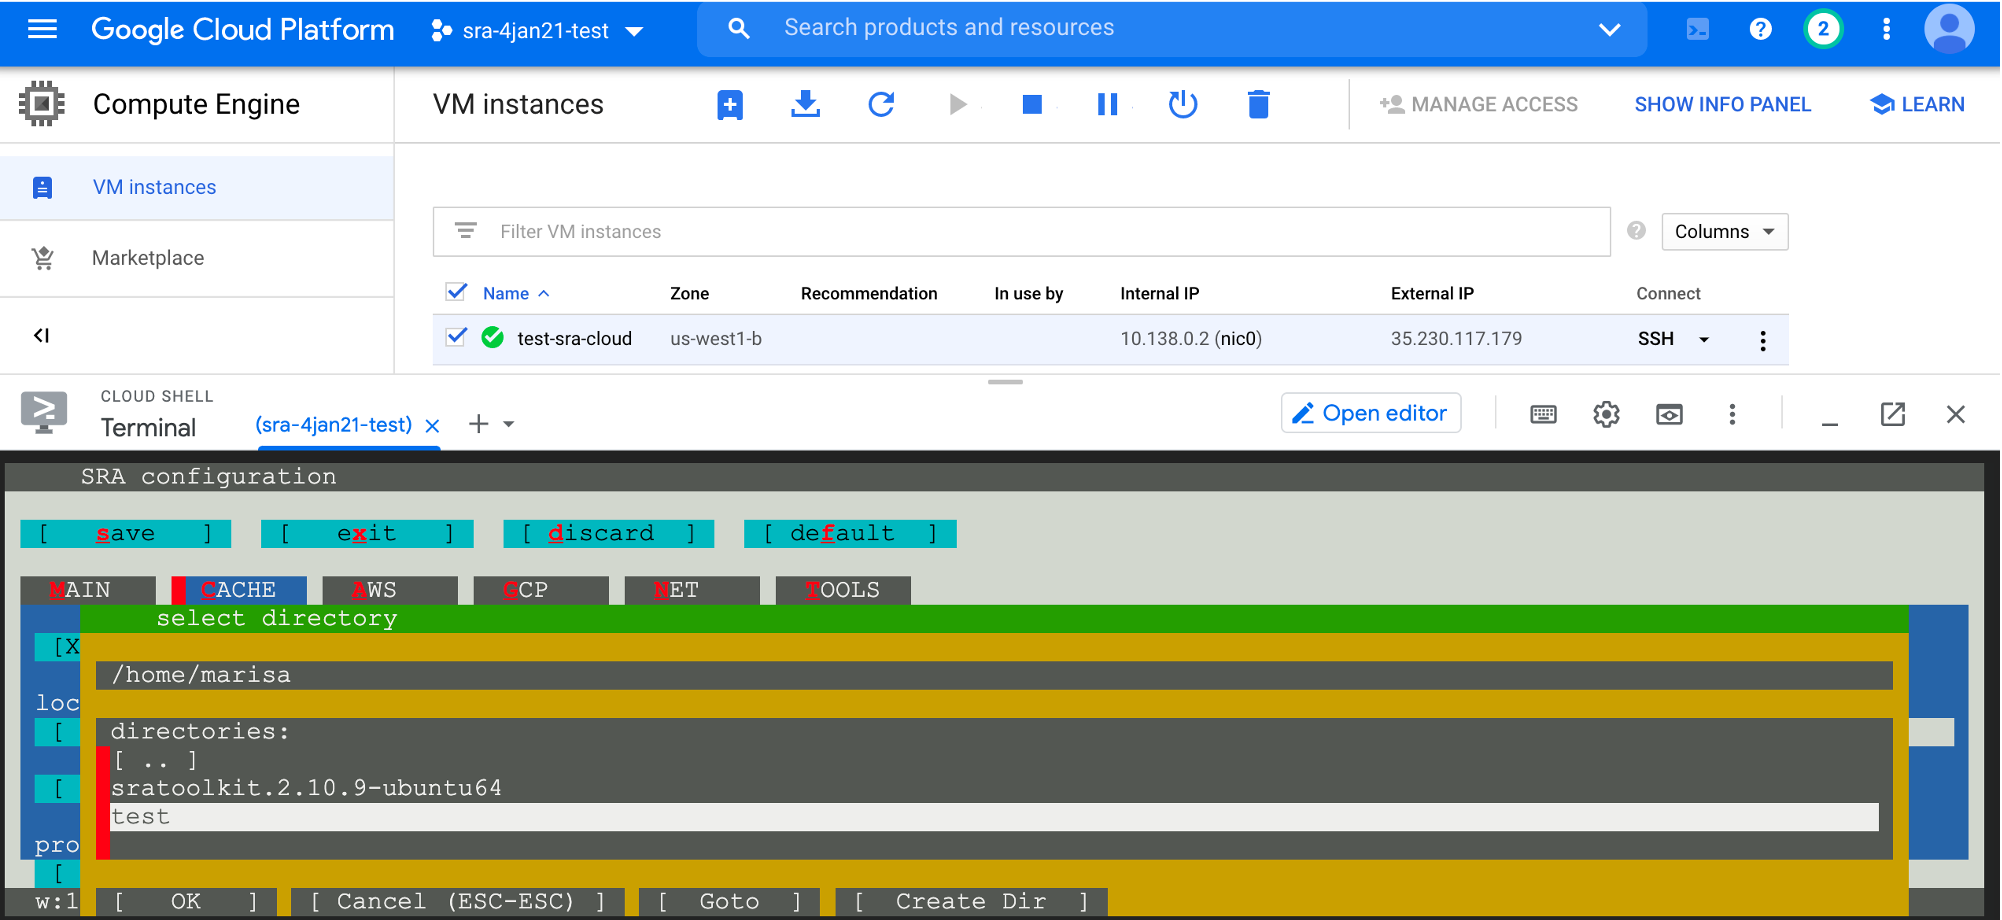 Google Cloud Platform sra-4jan21-test Search products and resources ? 2
Compute Engine VM instances MANAGE ACCESS SHOW INFO PANEL LEARN
VM instances
Filter VM instances ? Columns
Marketplace
Name Zone Recommendation In use by Internal IP External IP Connect
test-sra-cloud us-west1-b 10.138.0.2 (nic0) 35.230.117.179 SSH
CLOUD SHELL
Terminal (sra-4jan21-test) Open editor
SRA configuration
[ save ] [ exit ] [ discard ] [ default ]
MAIN CACHE AWS GCP NET TOOLS
select directory
[X
/home/marisa
loc
[ directories:
[ .. ]
[ sratoolkit.2.10.9-ubuntu64
test
pro
[
w:1 [ OK ] [ Cancel (ESC-ESC) ] [ Goto ] [ Create Dir ]